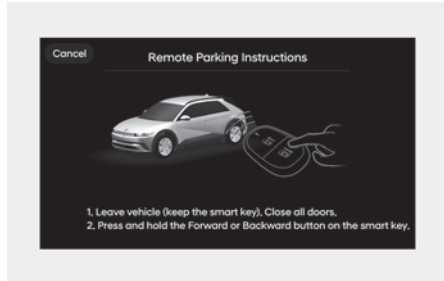 Cancel
Remote Parking Instructions
1. Leave vehicle (keep the smart key), Close all doors.
2. Press and hold the Forward or Backward button on the smart key.